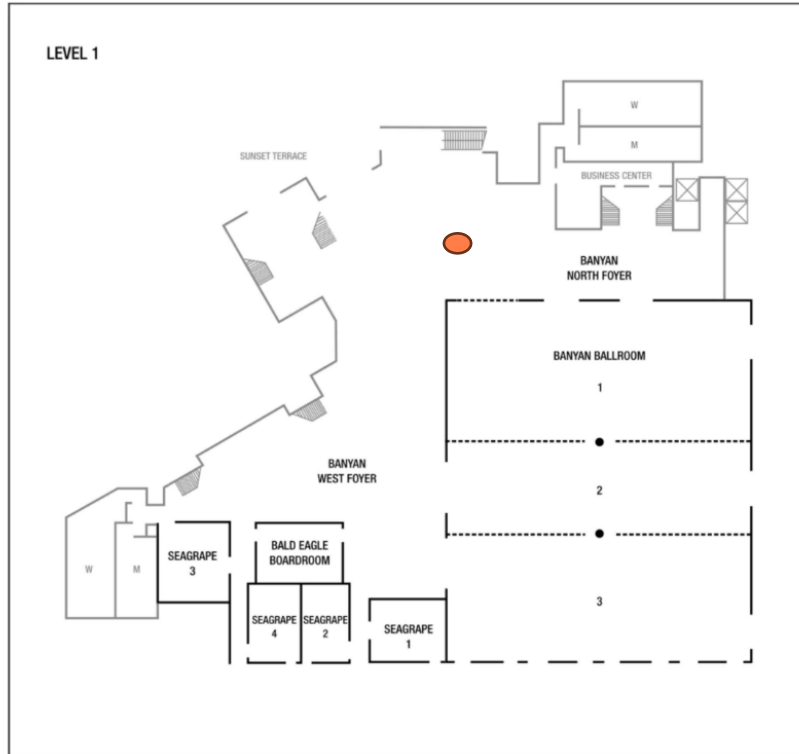 LEVEL 1
W
M
SUNSET TERRACE
BUSINESS CENTER
BANYAN
NORTH FOYER
BANYAN BALLROOM
1
BANYAN
WEST FOYER
2
SEAGRAPE
3
BALD EAGLE
BOARDROOM
W
M
SEAGRAPE
4
SEAGRAPE
2
SEAGRAPE
1
3